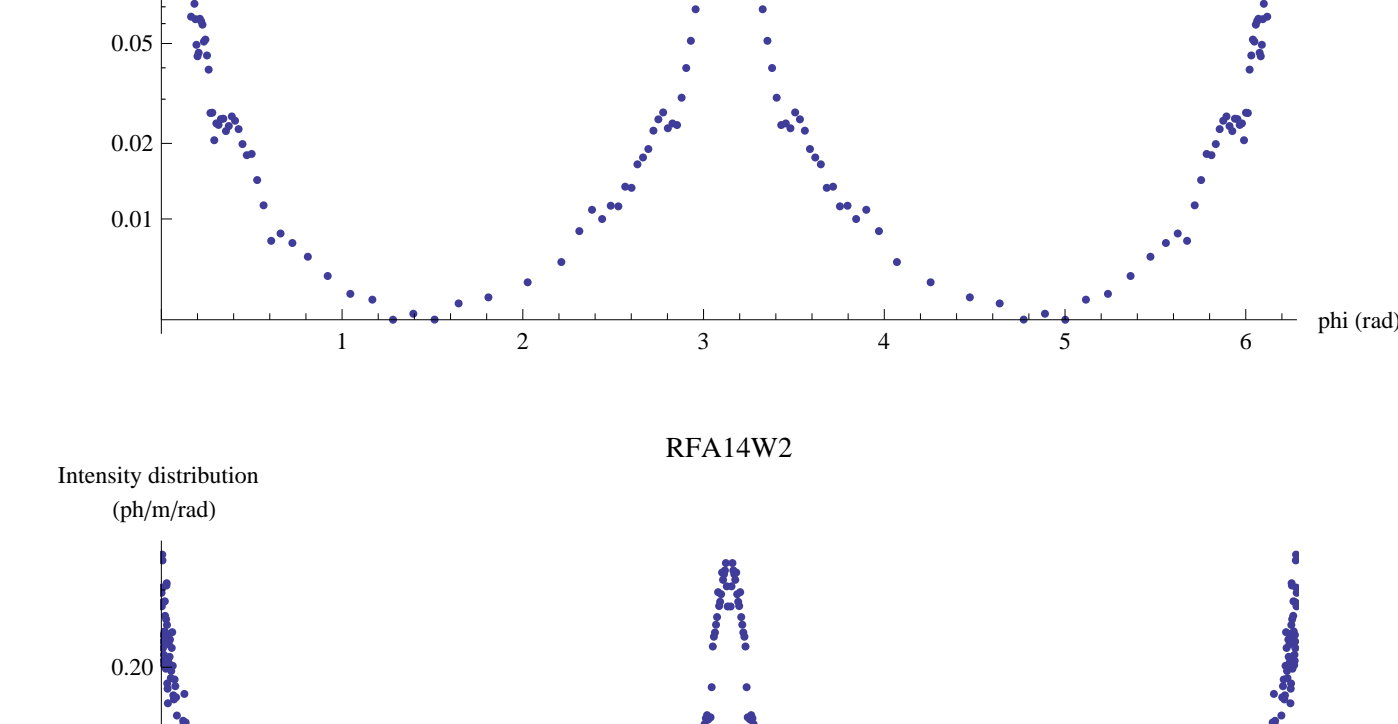 0.05
0.02
0.01
1 2 3 4 5 6
phi (rad)
RFA14W2
Intensity distribution
(ph/m/rad)
0.20